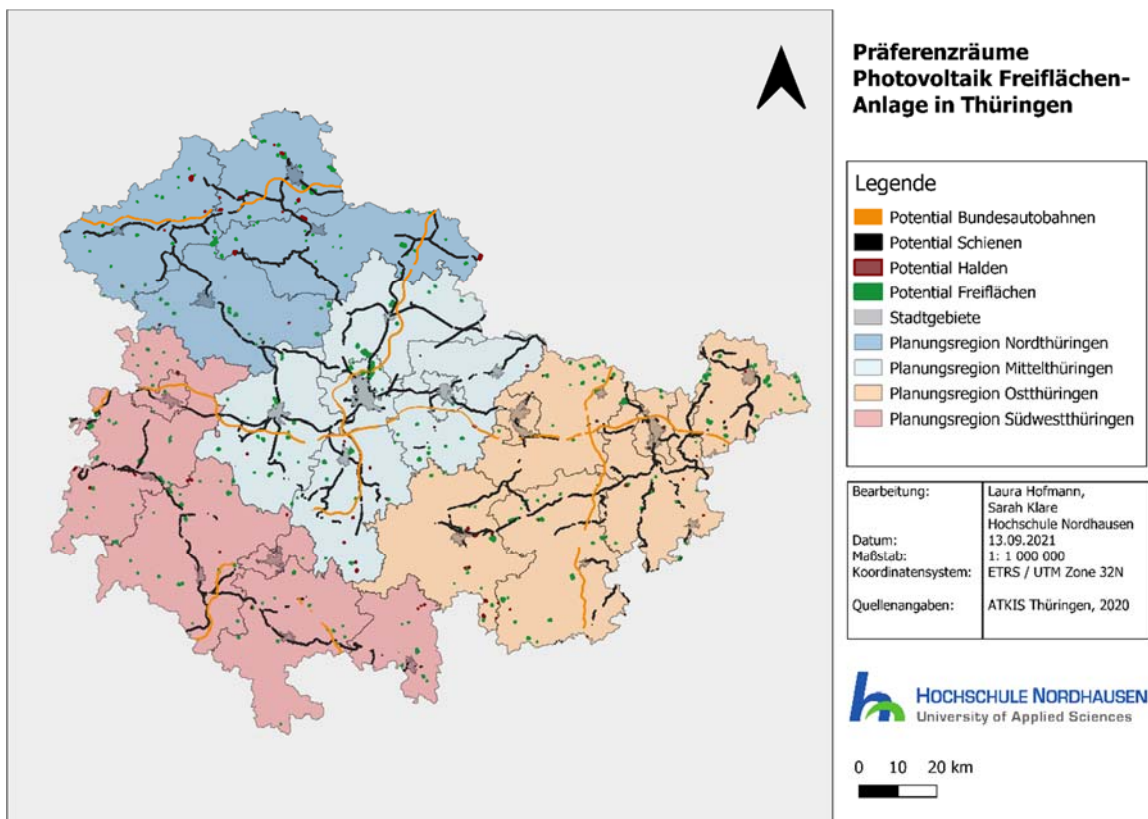 Präferenzräume
Photovoltaik Freiflächen-
Anlage in Thüringen
Legende
Potential Bundesautobahnen
Potential Schienen
Potential Halden
Potential Freiflächen
Stadtgebiete
Planungsregion Nordthüringen
Planungsregion Mittelthüringen
Planungsregion Ostthüringen
Planungsregion Südwestthüringen
Bearbeitung: Laura Hofmann,
Sarah Klare
Hochschule Nordhausen
Datum: 13.09.2021
Maßstab: 1: 1 000 000
Koordinatensystem: ETRS / UTM Zone 32N
Quellenangaben: ATKIS Thüringen, 2020
HOCHSCHULE NORDHAUSEN
University of Applied Sciences
0 10 20 km